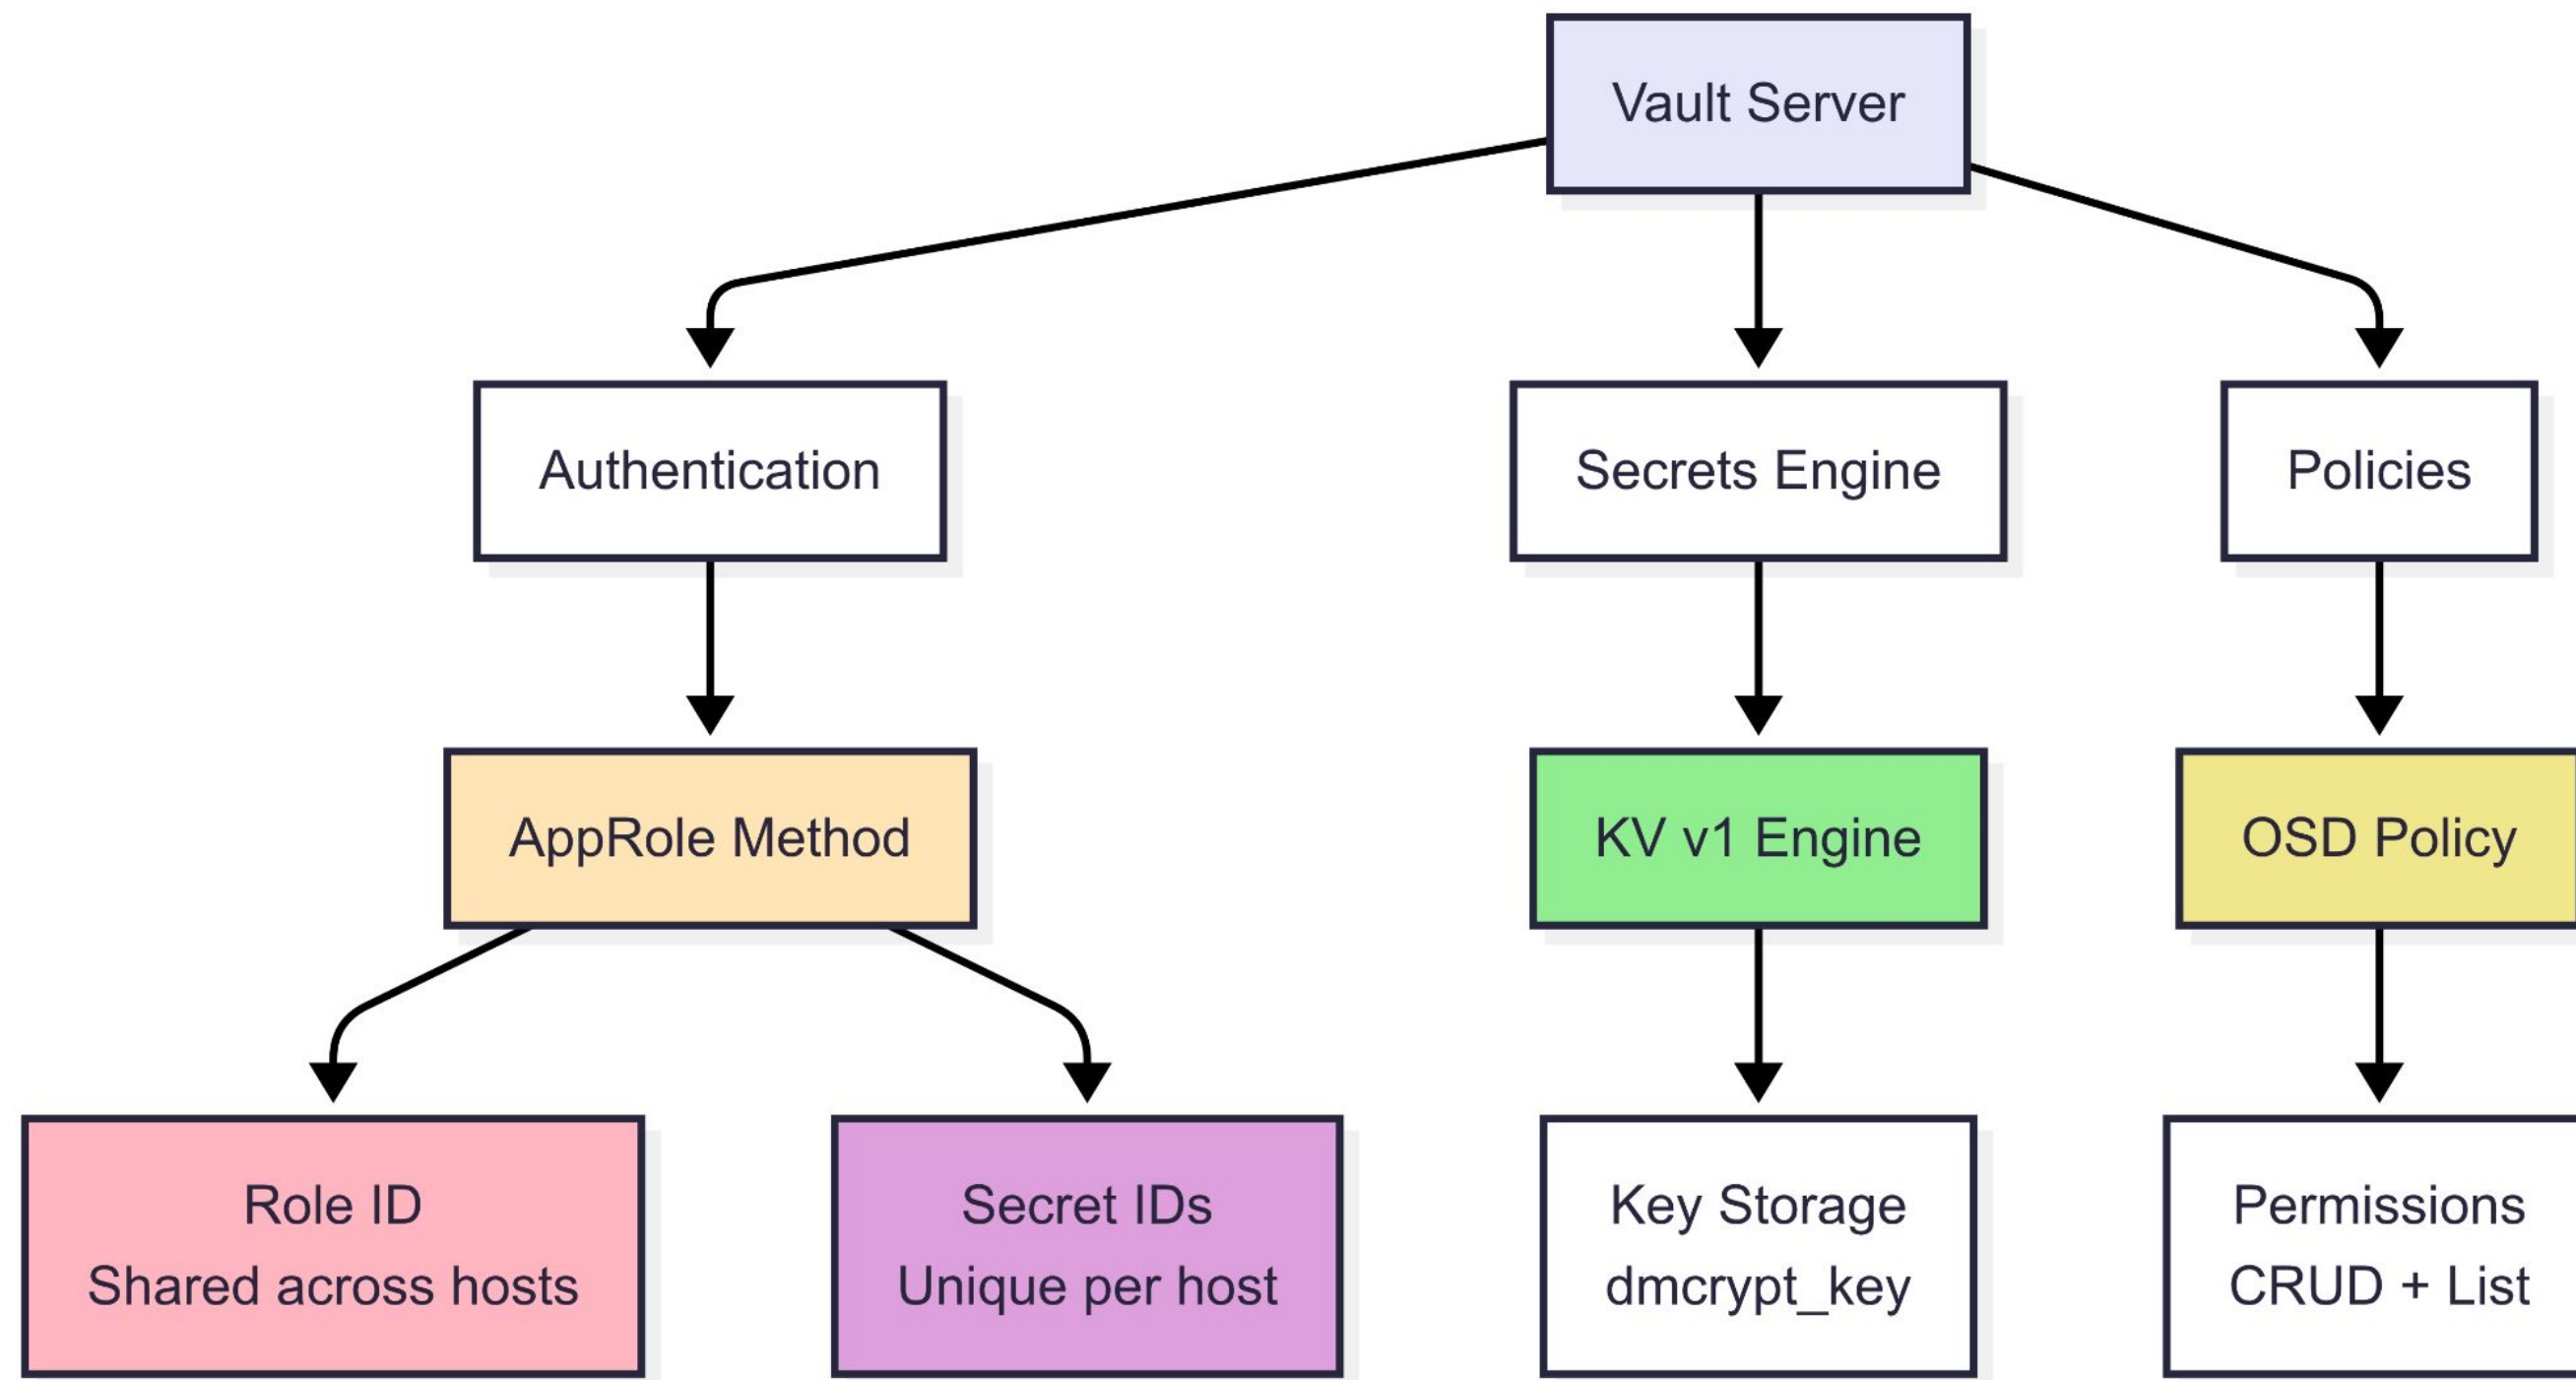 Vault Server
Authentication
Secrets Engine
Policies
AppRole Method
KV v1 Engine
OSD Policy
Role ID
Shared across hosts
Secret IDs
Unique per host
Key Storage
dmcrypt_key
Permissions
CRUD + List